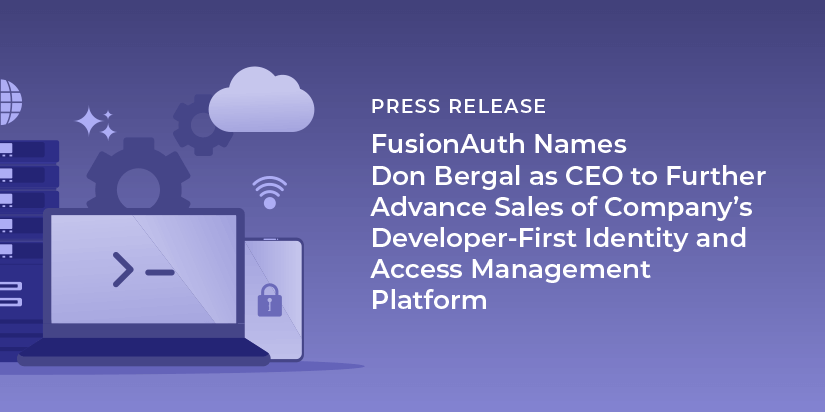 PRESS RELEASE
FusionAuth Names
Don Bergal as CEO to Further
Advance Sales of Company’s
Developer-First Identity and
Access Management
Platform